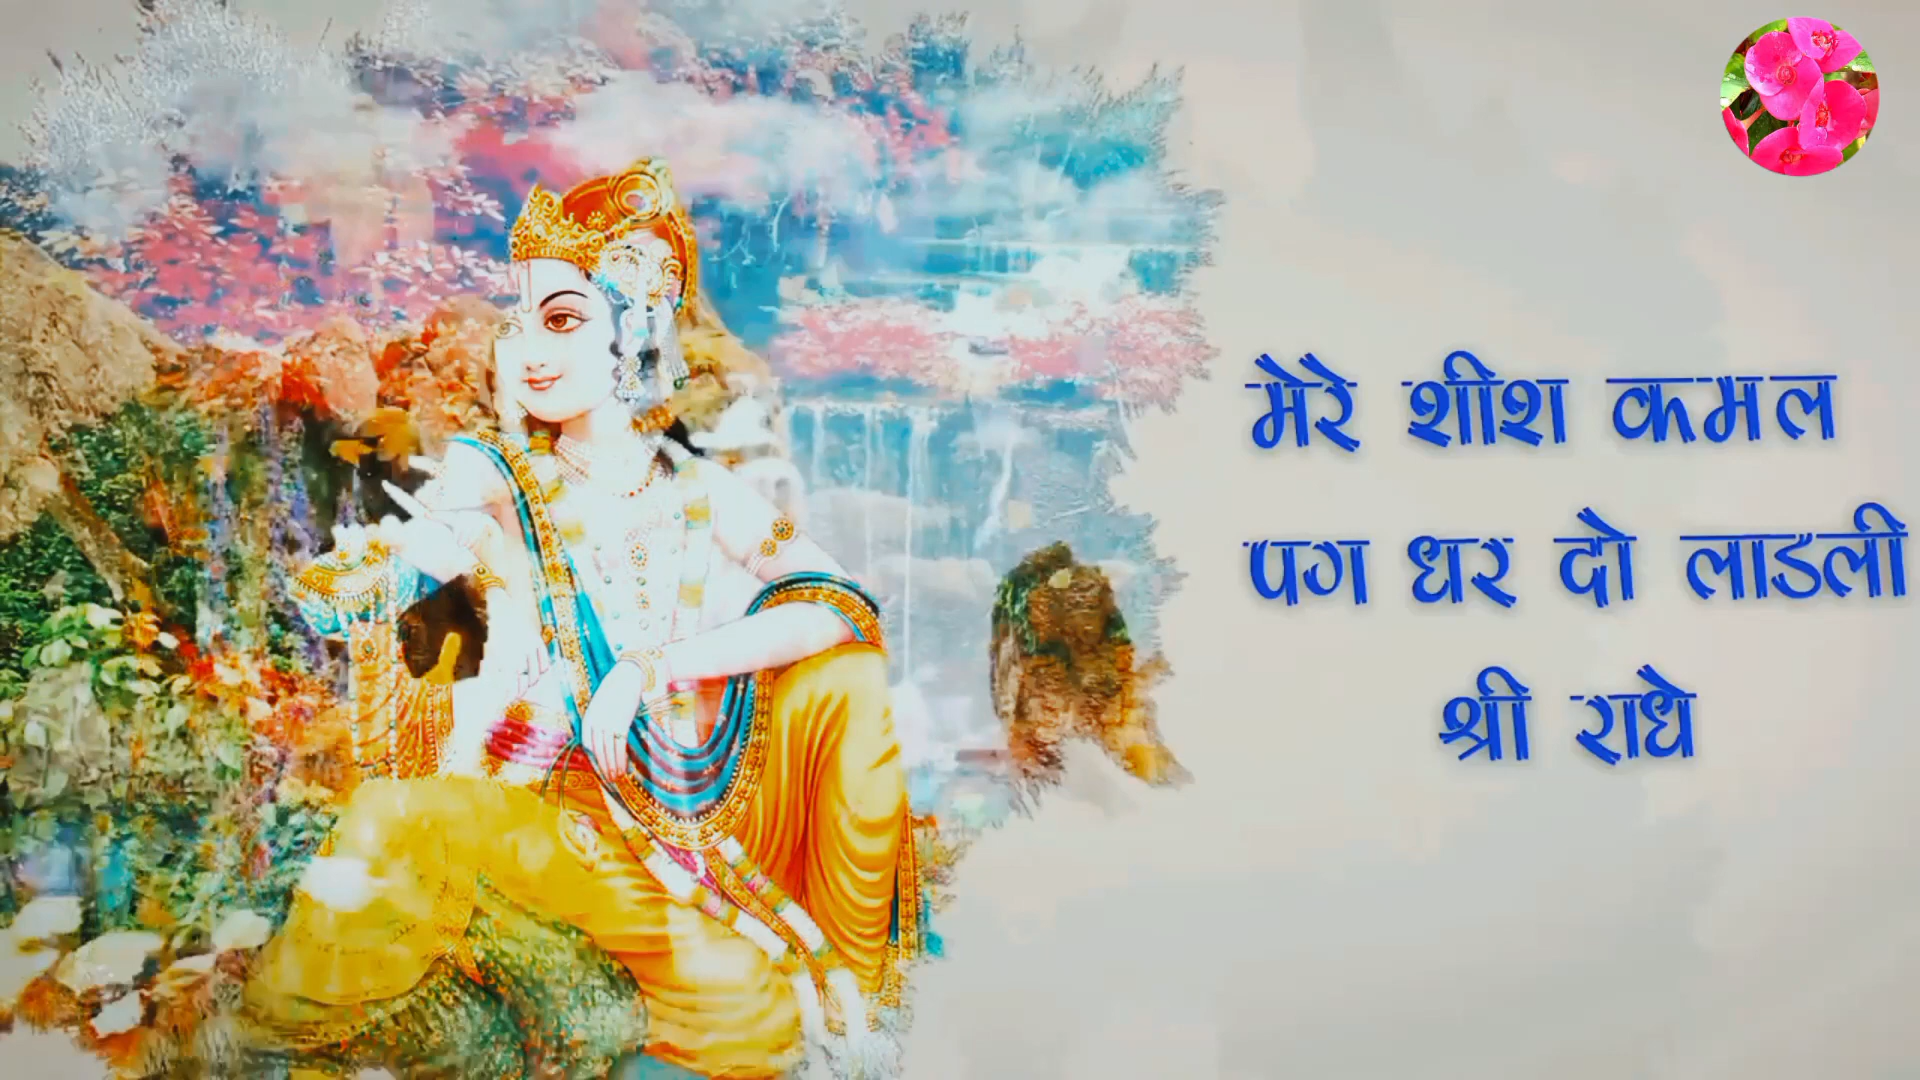 मेरे शीश कमल
पग धर दो लाडली
श्री राधे